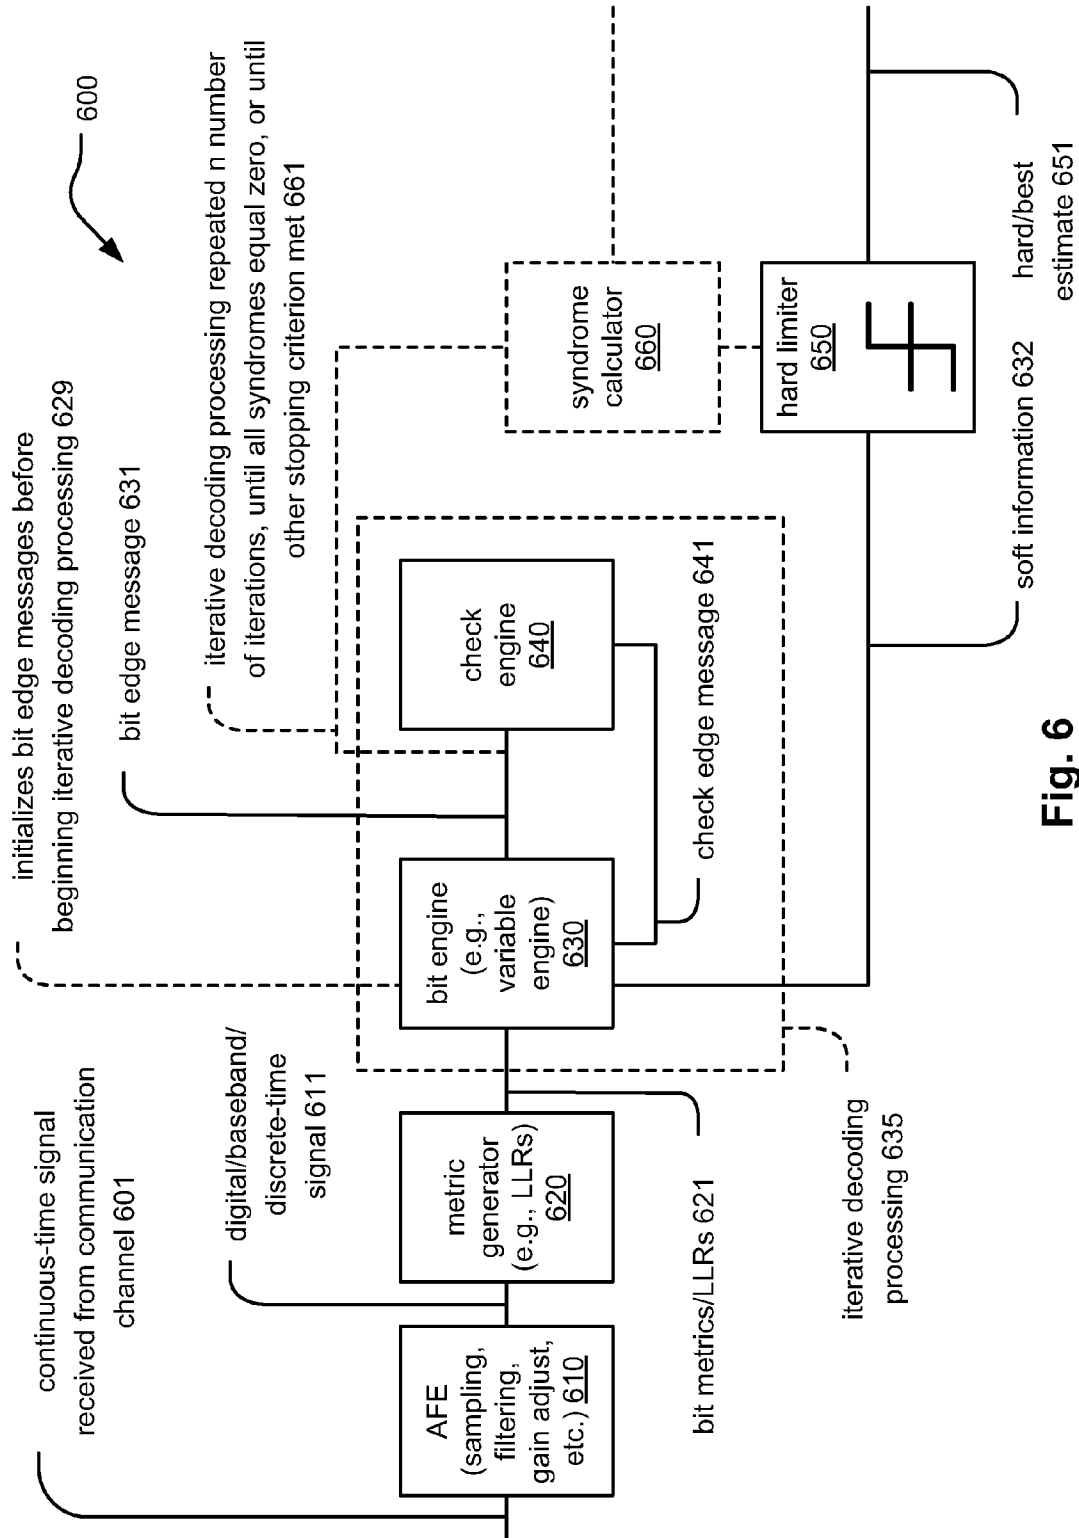 600
initializes bit edge messages before
beginning iterative decoding processing 629
bit edge message 631
iterative decoding processing repeated n number
of iterations, until all syndromes equal zero, or until
other stopping criterion met 661
continuous-time signal
received from communication
channel 601
digital/baseband/
discrete-time
signal 611
AFE
(sampling,
filtering,
gain adjust,
etc.) 610
metric
generator
(e.g., LLRs)
620
bit engine
(e.g.,
variable
engine)
630
check
engine
640
syndrome
calculator
660
hard limiter
650
bit metrics/LLRs 621
check edge message 641
iterative decoding
processing 635
soft information 632
hard/best
estimate 651
Fig. 6